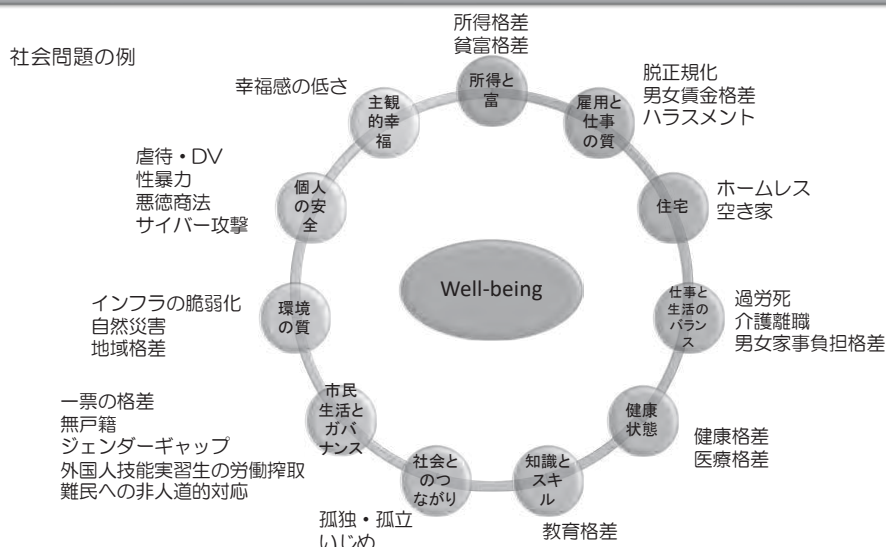 社会問題の例
所得格差
貧富格差
所得と
富
脱正規化
男女賃金格差
ハラスメント
雇用と
仕事
の質
ホームレス
空き家
住宅
過労死
介護離職
男女家事負担格差
仕事と
生活の
バラン
ス
健康格差
医療格差
健康
状態
教育格差
知識と
スキ
ル
孤独・孤立
いじめ
社会と
のつ
ながり
一票の格差
無戸籍
ジェンダーギャップ
外国人技能実習生の労働搾取
難民への非人道的対応
市民
生活と
ガバ
ナンス
インフラの脆弱化
自然災害
地域格差
環境
の質
虐待・DV
性暴力
悪徳商法
サイバー攻撃
個人
の安
全
幸福感の低さ
主観
的幸
福
Well-being